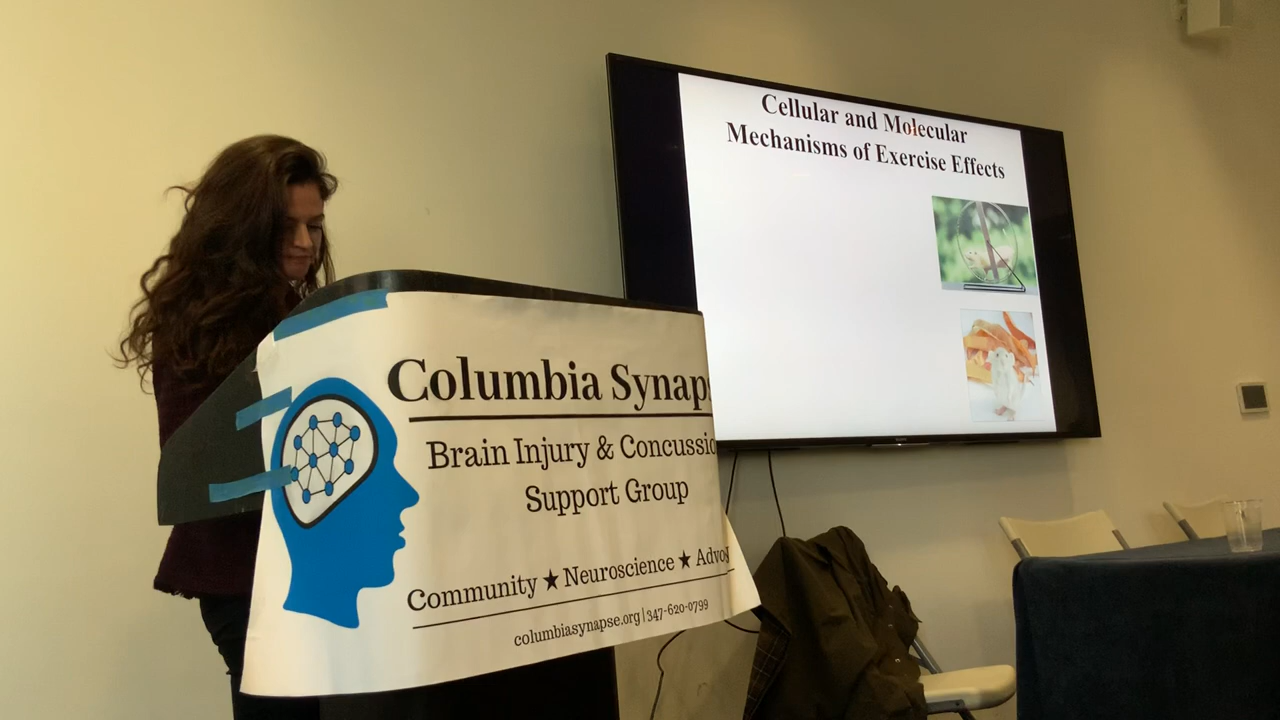 Cellular and Molecular
Mechanisms of Exercise Effects
Columbia Synaps
Brain Injury & Concussio
Support Group
Community ★ Neuroscience ★ Advo
columbiasynapse.org | 347-620-0799